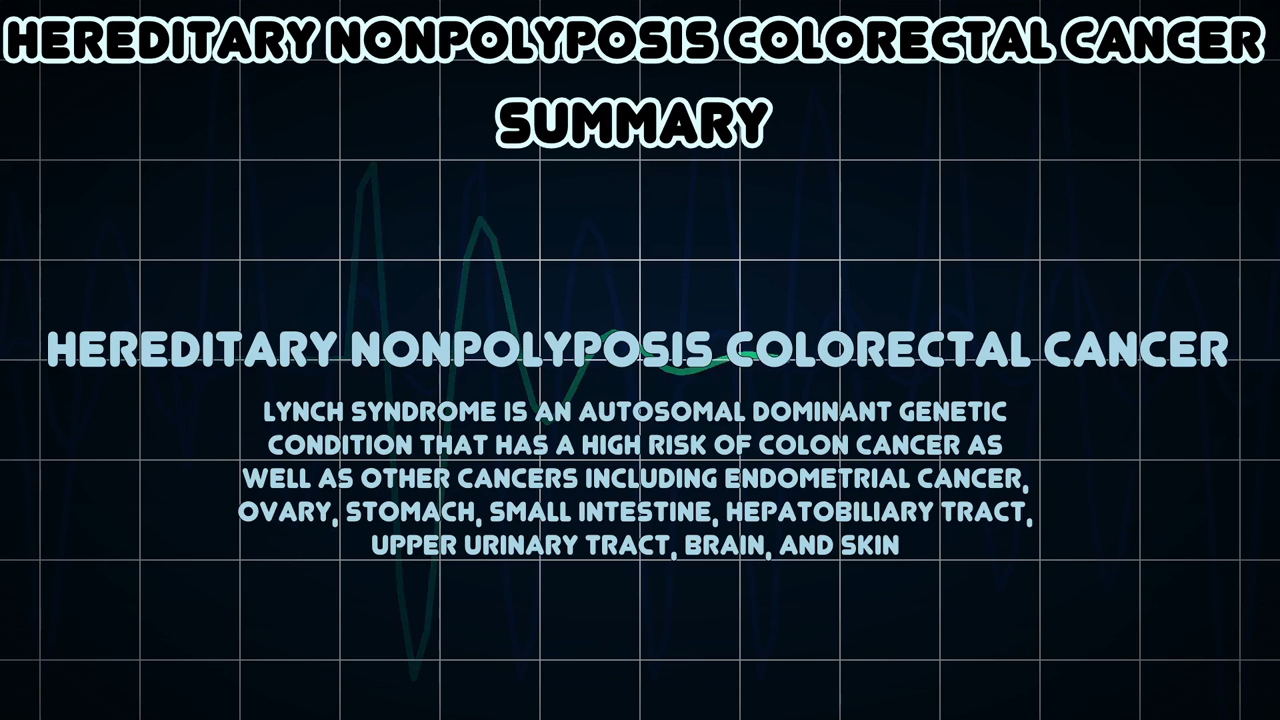 HEREDITARY NONPOLYPOSIS COLORECTAL CANCER
SUMMARY
HEREDITARY NONPOLYPOSIS COLORECTAL CANCER
LYNCH SYNDROME IS AN AUTOSOMAL DOMINANT GENETIC
CONDITION THAT HAS A HIGH RISK OF COLON CANCER AS
WELL AS OTHER CANCERS INCLUDING ENDOMETRIAL CANCER,
OVARY, STOMACH, SMALL INTESTINE, HEPATOBILIARY TRACT,
UPPER URINARY TRACT, BRAIN, AND SKIN